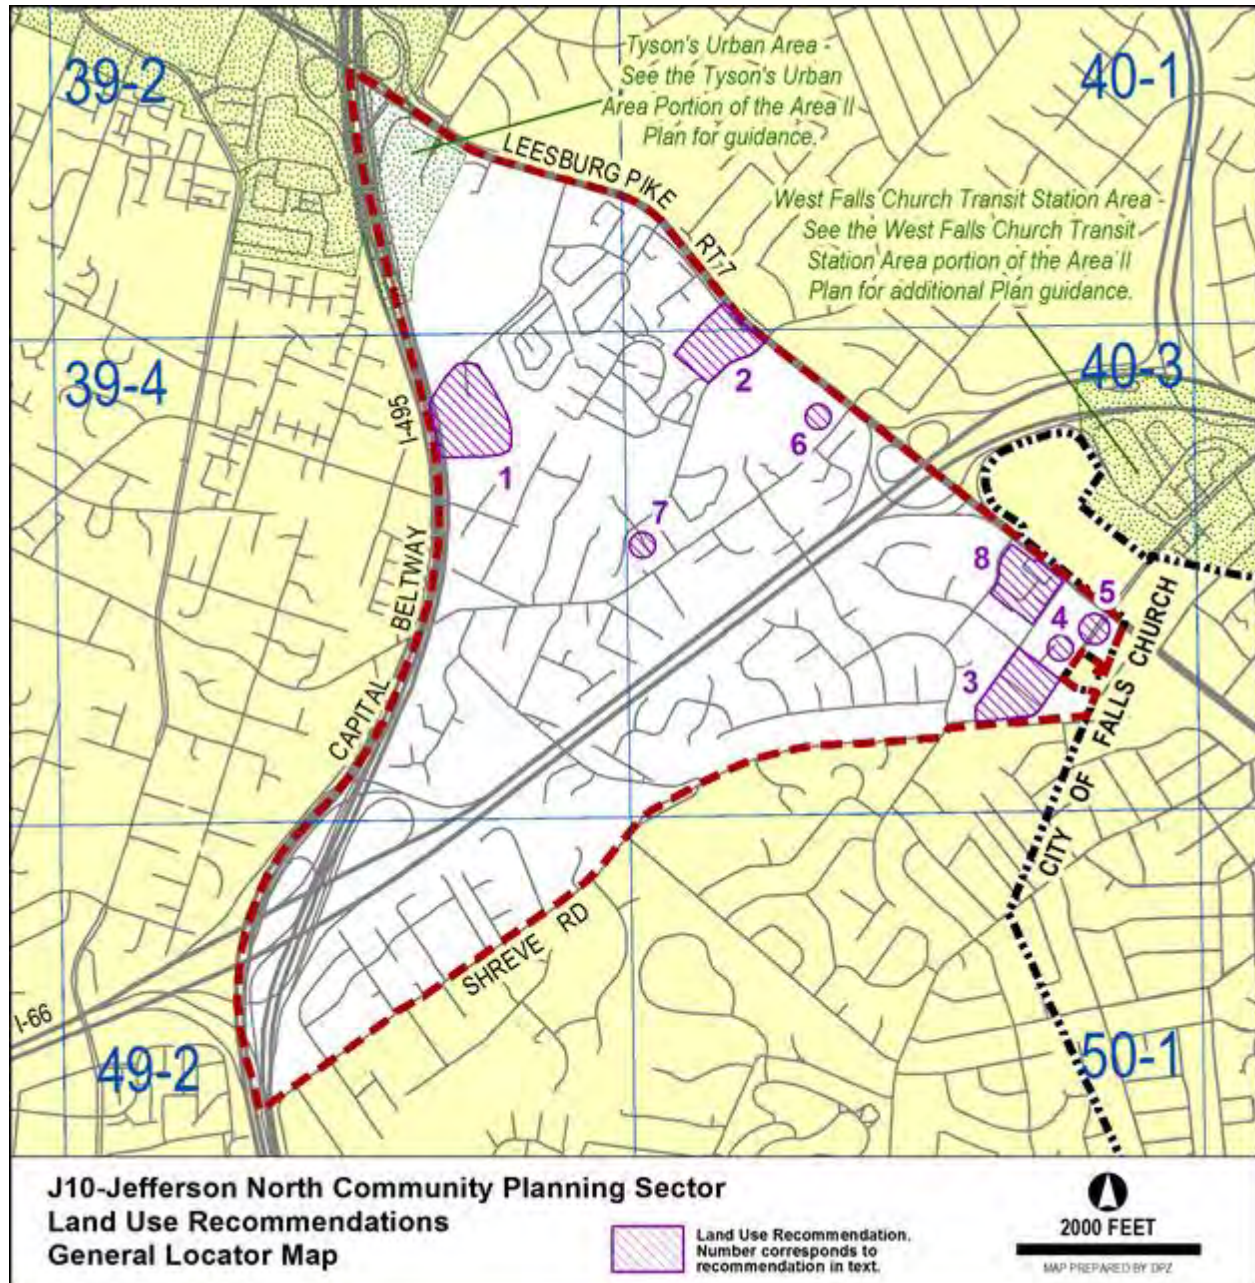 39-2
Tyson's Urban Area -
See the Tyson's Urban
Area Portion of the Area II
Plan for guidance.
40-1
LEESBURG PIKE
RT. 7
West Falls Church Transit Station Area -
See the West Falls Church Transit
Station Area portion of the Area II
Plan for additional Plan guidance.
39-4
40-3
I-495
1
2
6
7
8
5
4
3
CAPITAL BELTWAY
CITY OF FALLS CHURCH
SHREVE RD
I-66
49-2
50-1
J10-Jefferson North Community Planning Sector
Land Use Recommendations
General Locator Map
Land Use Recommendation.
Number corresponds to
recommendation in text.
2000 FEET
MAP PREPARED BY DPZ